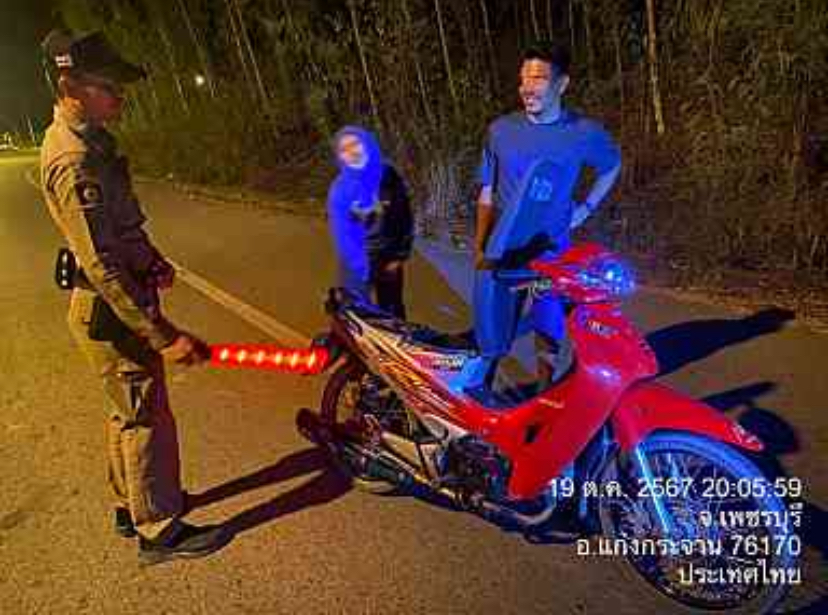 19 ต.ค. 2567 20:05:59
จ.เพชรบุรี
อ.แก่งกระจาน 76170
ประเทศไทย